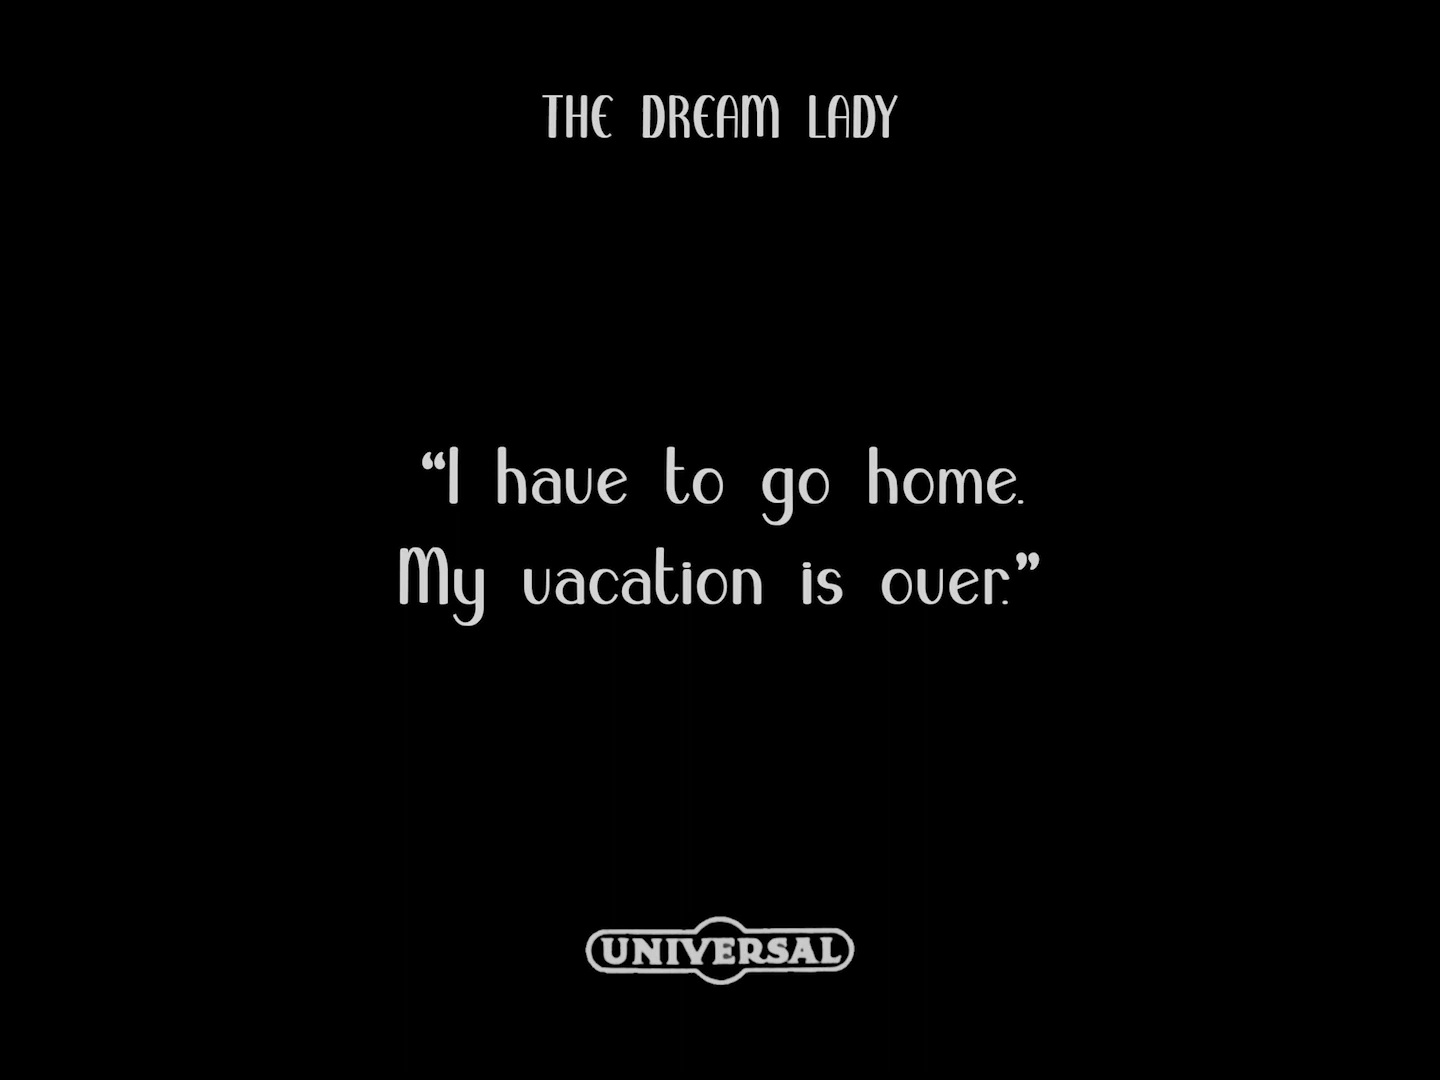 THE DREAM LADY
“I have to go home.
My vacation is over.”
UNIVERSAL